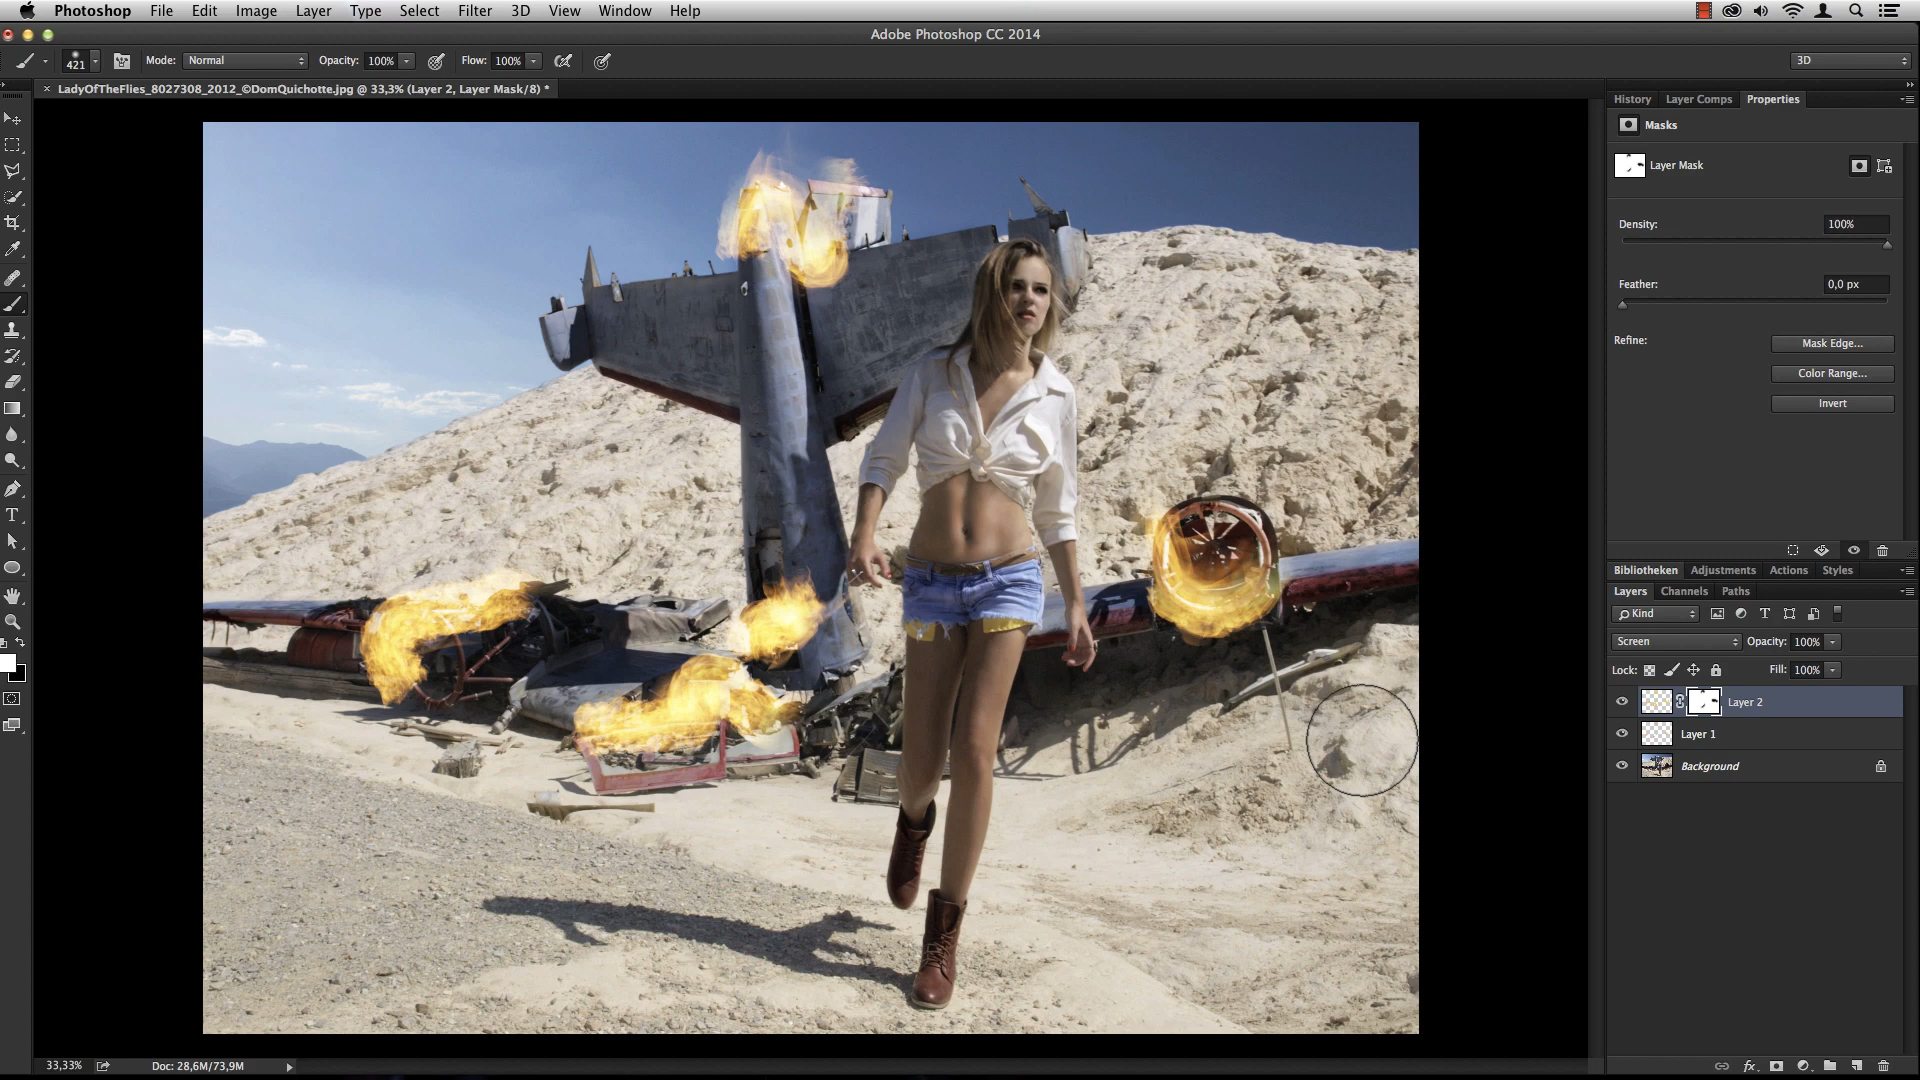 Photoshop File Edit Image Layer Type Select Filter 3D View Window Help
Adobe Photoshop CC 2014
421 Mode: Normal Opacity: 100% Flow: 100% 3D
× LadyOfTheFlies_8027308_2012_©DomQuichotte.jpg @ 33,3% (Layer 2, Layer Mask/8) *
History Layer Comps Properties
Masks
Layer Mask
Density: 100%
Feather: 0,0 px
Refine: Mask Edge...
Color Range...
Invert
Bibliotheken Adjustments Actions Styles
Layers Channels Paths
Kind
Screen Opacity: 100%
Lock: Fill: 100%
Layer 2
Layer 1
Background
33,33% Doc: 28,6M/73,9M